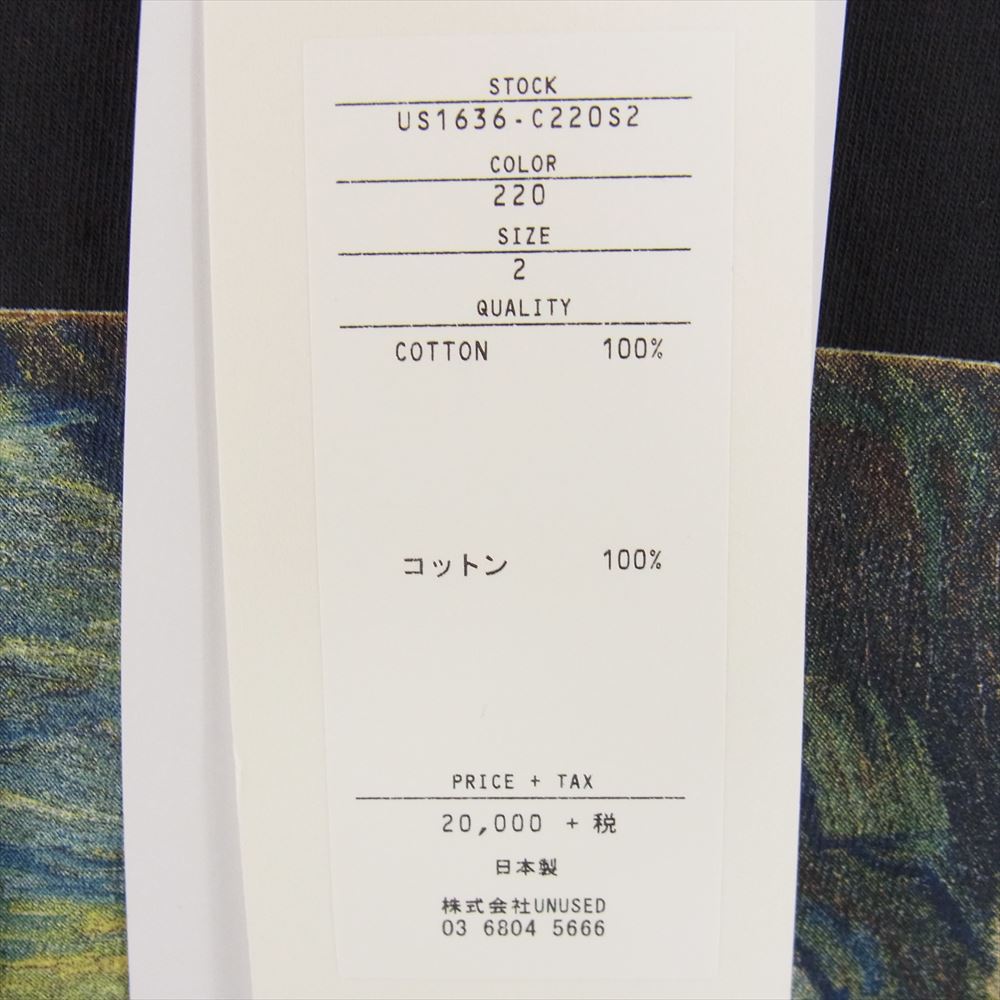 STOCK
US1636-C220S2
COLOR
220
SIZE
2
QUALITY
COTTON 100%
コットン 100%
PRICE + TAX
20,000 + 税
日本製
株式会社UNUSED
03 6804 5666